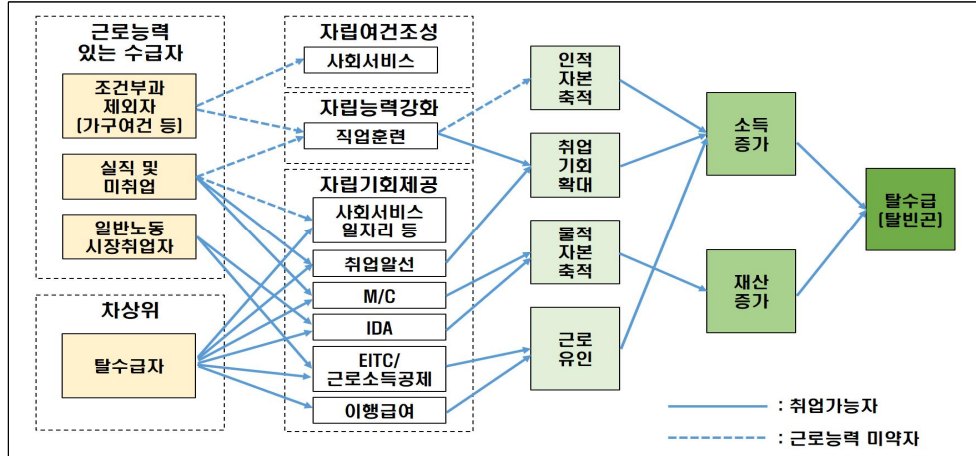 근로능력
있는 수급자
조건부과
제외자
(가구여건 등)
실직 및
미취업
일반노동
시장취업자
차상위
탈수급자
자립여건조성
사회서비스
자립능력강화
직업훈련
자립기회제공
사회서비스
일자리 등
취업알선
M/C
IDA
EITC/
근로소득공제
이행급여
인적
자본
축적
취업
기회
확대
물적
자본
축적
근로
유인
소득
증가
재산
증가
탈수급
(탈빈곤)
: 취업가능자
: 근로능력 미약자